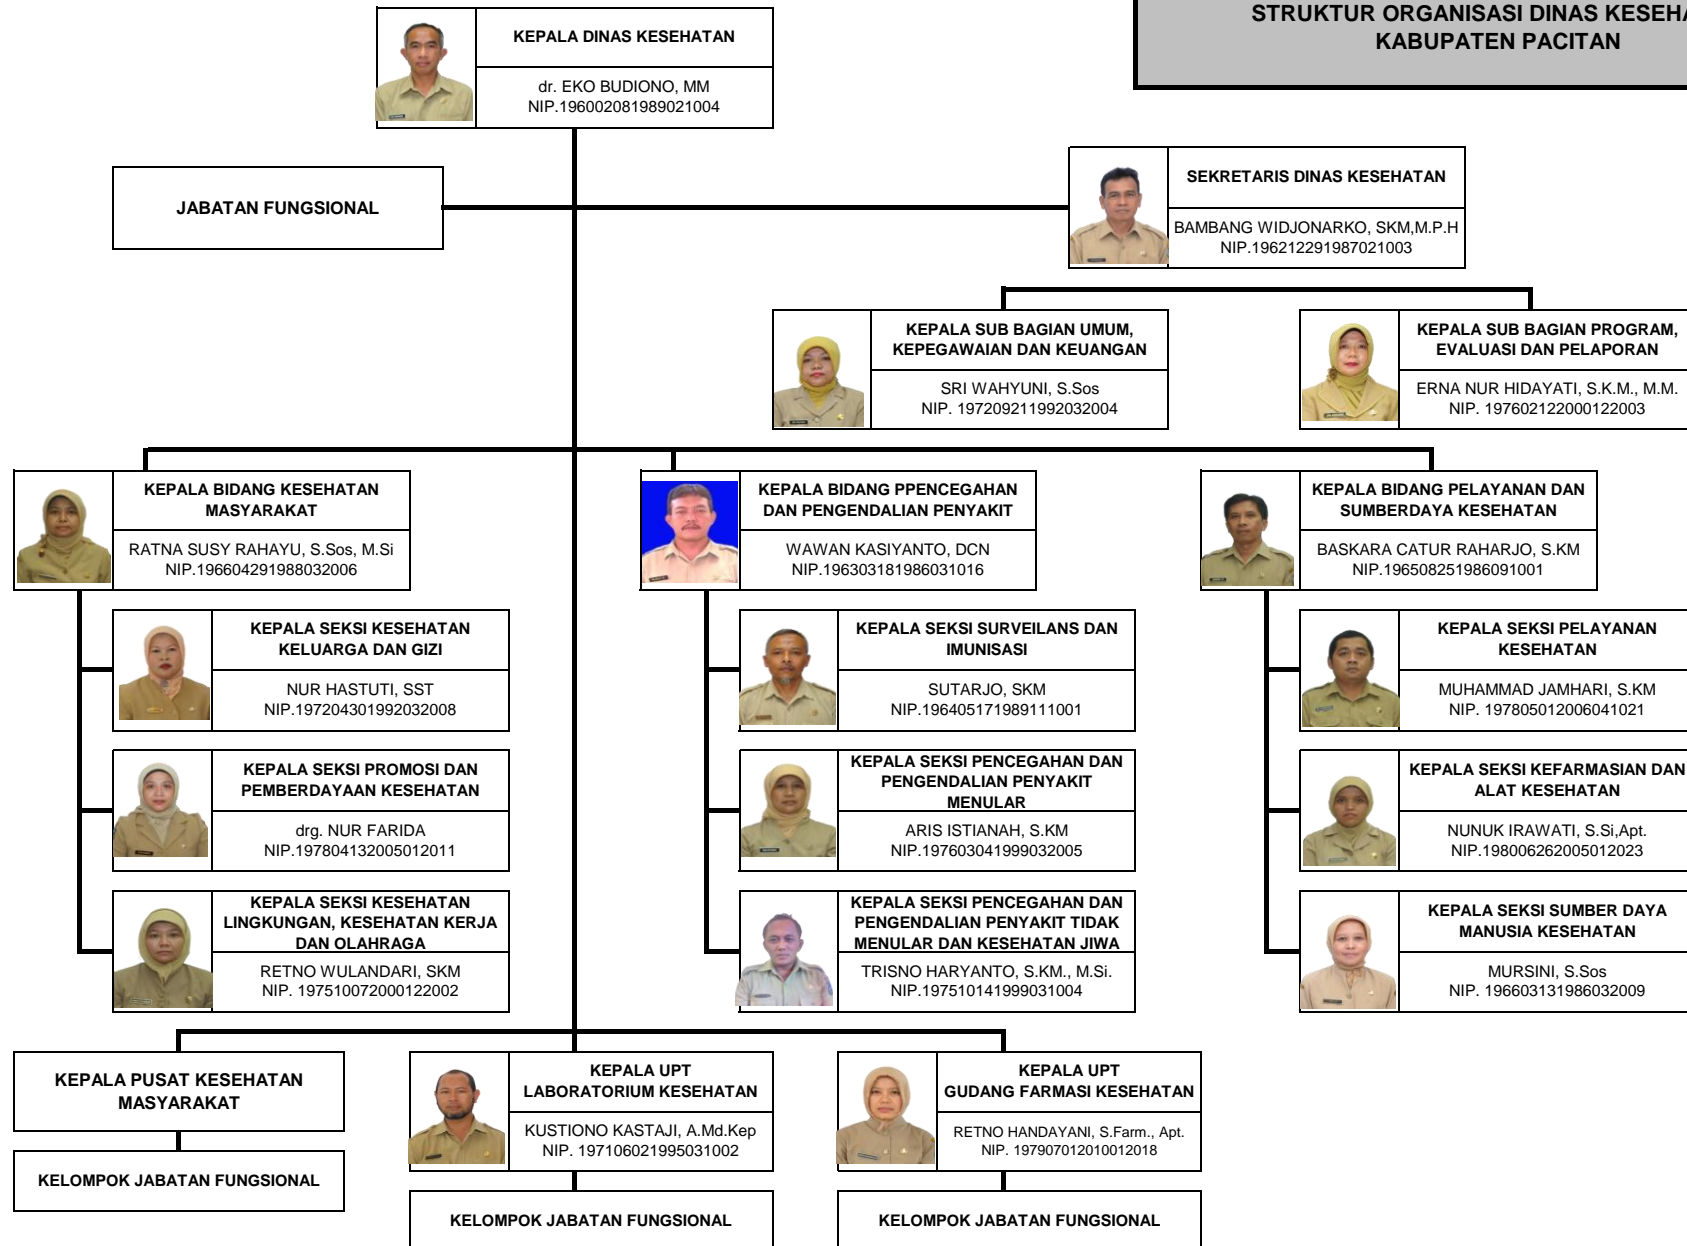 STRUKTUR ORGANISASI DINAS
KABUPATEN PACITAN
KEPALA DINAS KESEHATAN
dr. EKO BUDIONO, MM
NIP.196002081989021004
JABATAN FUNGSIONAL
SEKRETARIS DINAS KESEHATAN
BAMBANG WIDJONARKO, SKM,M.P.H
NIP.196212291987021003
KEPALA SUB BAGIAN UMUM,
KEPEGAWAIAN DAN KEUANGAN
SRI WAHYUNI, S.Sos
NIP. 197209211992032004
KEPALA SUB BAGIAN PROGRAM,
EVALUASI DAN PELAPORAN
ERNA NUR HIDAYATI, S.K.M., M.M.
NIP. 197602122000122003
KEPALA BIDANG KESEHATAN
MASYARAKAT
RATNA SUSY RAHAYU, S.Sos, M.Si
NIP.196604291988032006
KEPALA BIDANG PPENCEGAHAN
DAN PENGENDALIAN PENYAKIT
WAWAN KASIYANTO, DCN
NIP.196303181986031016
KEPALA BIDANG PELAYANAN DAN
SUMBERDAYA KESEHATAN
BASKARA CATUR RAHARJO, S.KM
NIP.196508251986091001
KEPALA SEKSI KESEHATAN
KELUARGA DAN GIZI
NUR HASTUTI, SST
NIP.197204301992032008
KEPALA SEKSI SURVEILANS DAN
IMUNISASI
SUTARJO, SKM
NIP.196405171989111001
KEPALA SEKSI PELAYANAN
KESEHATAN
MUHAMMAD JAMHARI, S.KM
NIP. 197805012006041021
KEPALA SEKSI PROMOSI DAN
PEMBERDAYAAN KESEHATAN
drg. NUR FARIDA
NIP.197804132005012011
KEPALA SEKSI PENCEGAHAN DAN
PENGENDALIAN PENYAKIT
MENULAR
ARIS ISTIANAH, S.KM
NIP.197603041999032005
KEPALA SEKSI KEFARMASIAN DAN
ALAT KESEHATAN
NUNUK IRAWATI, S.Si,Apt.
NIP.198006262005012023
KEPALA SEKSI KESEHATAN
LINGKUNGAN, KESEHATAN KERJA
DAN OLAHRAGA
RETNO WULANDARI, SKM
NIP. 197510072000122002
KEPALA SEKSI PENCEGAHAN DAN
PENGENDALIAN PENYAKIT TIDAK
MENULAR DAN KESEHATAN JIWA
TRISNO HARYANTO, S.KM., M.Si.
NIP.197510141999031004
KEPALA SEKSI SUMBER DAYA
MANUSIA KESEHATAN
MURSINI, S.Sos
NIP. 196603131986032009
KEPALA PUSAT KESEHATAN
MASYARAKAT
KELOMPOK JABATAN FUNGSIONAL
KEPALA UPT
LABORATORIUM KESEHATAN
KUSTIONO KASTAJI, A.Md.Kep
NIP. 197106021995031002
KELOMPOK JABATAN FUNGSIONAL
KEPALA UPT
GUDANG FARMASI KESEHATAN
RETNO HANDAYANI, S.Farm., Apt.
NIP. 197907012010012018
KELOMPOK JABATAN FUNGSIONAL